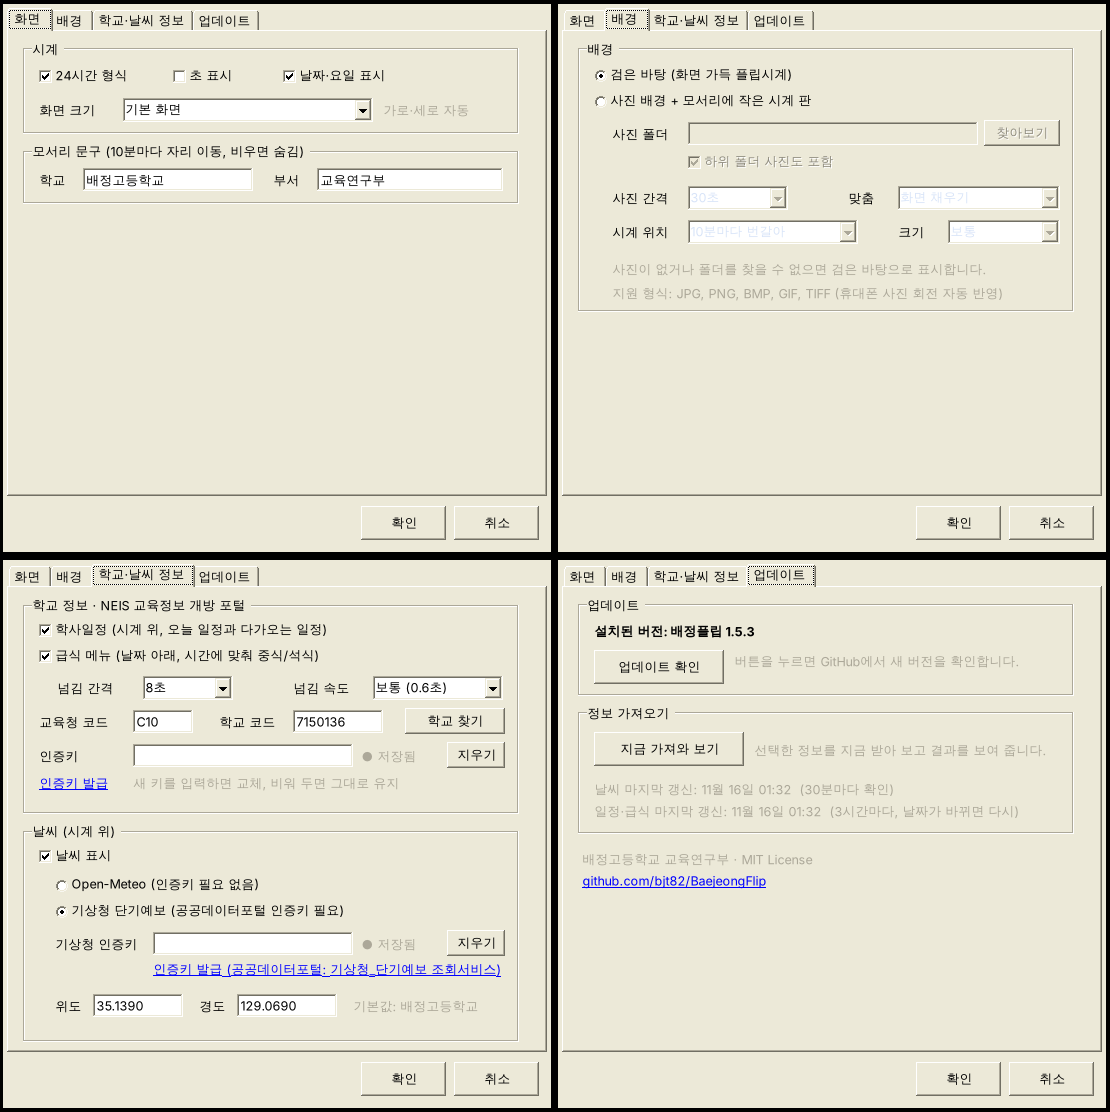 화면 배경 학교·날씨 정보 업데이트
시계
24시간 형식 초 표시 날짜·요일 표시
화면 크기 기본 화면 가로·세로 자동
모서리 문구 (10분마다 자리 이동, 비우면 숨김)
학교 배정고등학교 부서 교육연구부
확인 취소
화면 배경 학교·날씨 정보 업데이트
배경
검은 바탕 (화면 가득 플립시계)
사진 배경 + 모서리에 작은 시계 판
사진 폴더 찾아보기
하위 폴더 사진도 포함
사진 간격 30초 맞춤 화면 채우기
시계 위치 10분마다 번갈아 크기 보통
사진이 없거나 폴더를 찾을 수 없으면 검은 바탕으로 표시합니다.
지원 형식: JPG, PNG, BMP, GIF, TIFF (휴대폰 사진 회전 자동 반영)
확인 취소
화면 배경 학교·날씨 정보 업데이트
학교 정보 · NEIS 교육정보 개방 포털
학사일정 (시계 위, 오늘 일정과 다가오는 일정)
급식 메뉴 (날짜 아래, 시간에 맞춰 중식/석식)
넘김 간격 8초 넘김 속도 보통 (0.6초)
교육청 코드 C10 학교 코드 7150136 학교 찾기
인증키 ● 저장됨 지우기
인증키 발급 새 키를 입력하면 교체, 비워 두면 그대로 유지
날씨 (시계 위)
날씨 표시
Open-Meteo (인증키 필요 없음)
기상청 단기예보 (공공데이터포털 인증키 필요)
기상청 인증키 ● 저장됨 지우기
인증키 발급 (공공데이터포털: 기상청_단기예보 조회서비스)
위도 35.1390 경도 129.0690 기본값: 배정고등학교
확인 취소
화면 배경 학교·날씨 정보 업데이트
업데이트
설치된 버전: 배정플립 1.5.3
업데이트 확인 버튼을 누르면 GitHub에서 새 버전을 확인합니다.
정보 가져오기
지금 가져와 보기 선택한 정보를 지금 받아 보고 결과를 보여 줍니다.
날씨 마지막 갱신: 11월 16일 01:32 (30분마다 확인)
일정·급식 마지막 갱신: 11월 16일 01:32 (3시간마다, 날짜가 바뀌면 다시)
배정고등학교 교육연구부 · MIT License
github.com/bjt82/BaejeongFlip
확인 취소